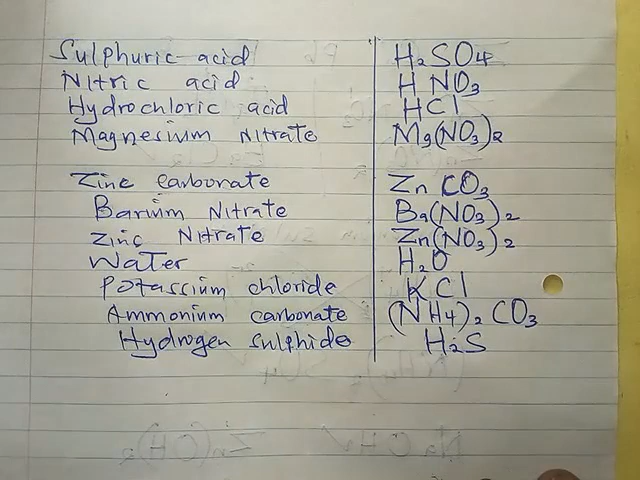 Sulphuric acid H₂SO₄
Nitric acid HNO₃
Hydrochloric acid HCl
Magnesium Nitrate Mg(NO₃)₂
Zinc carbonate ZnCO₃
Barium Nitrate Ba(NO₃)₂
Zinc Nitrate Zn(NO₃)₂
Water H₂O
Potassium chloride KCl
Ammonium carbonate (NH₄)₂CO₃
Hydrogen sulphide H₂S